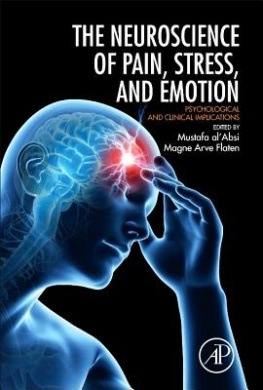 THE NEUROSCIENCE
OF PAIN, STRESS,
AND EMOTION
PSYCHOLOGICAL
AND CLINICAL IMPLICATIONS
EDITED BY
Mustafa al'Absi
Magne Arve Flaten
AP